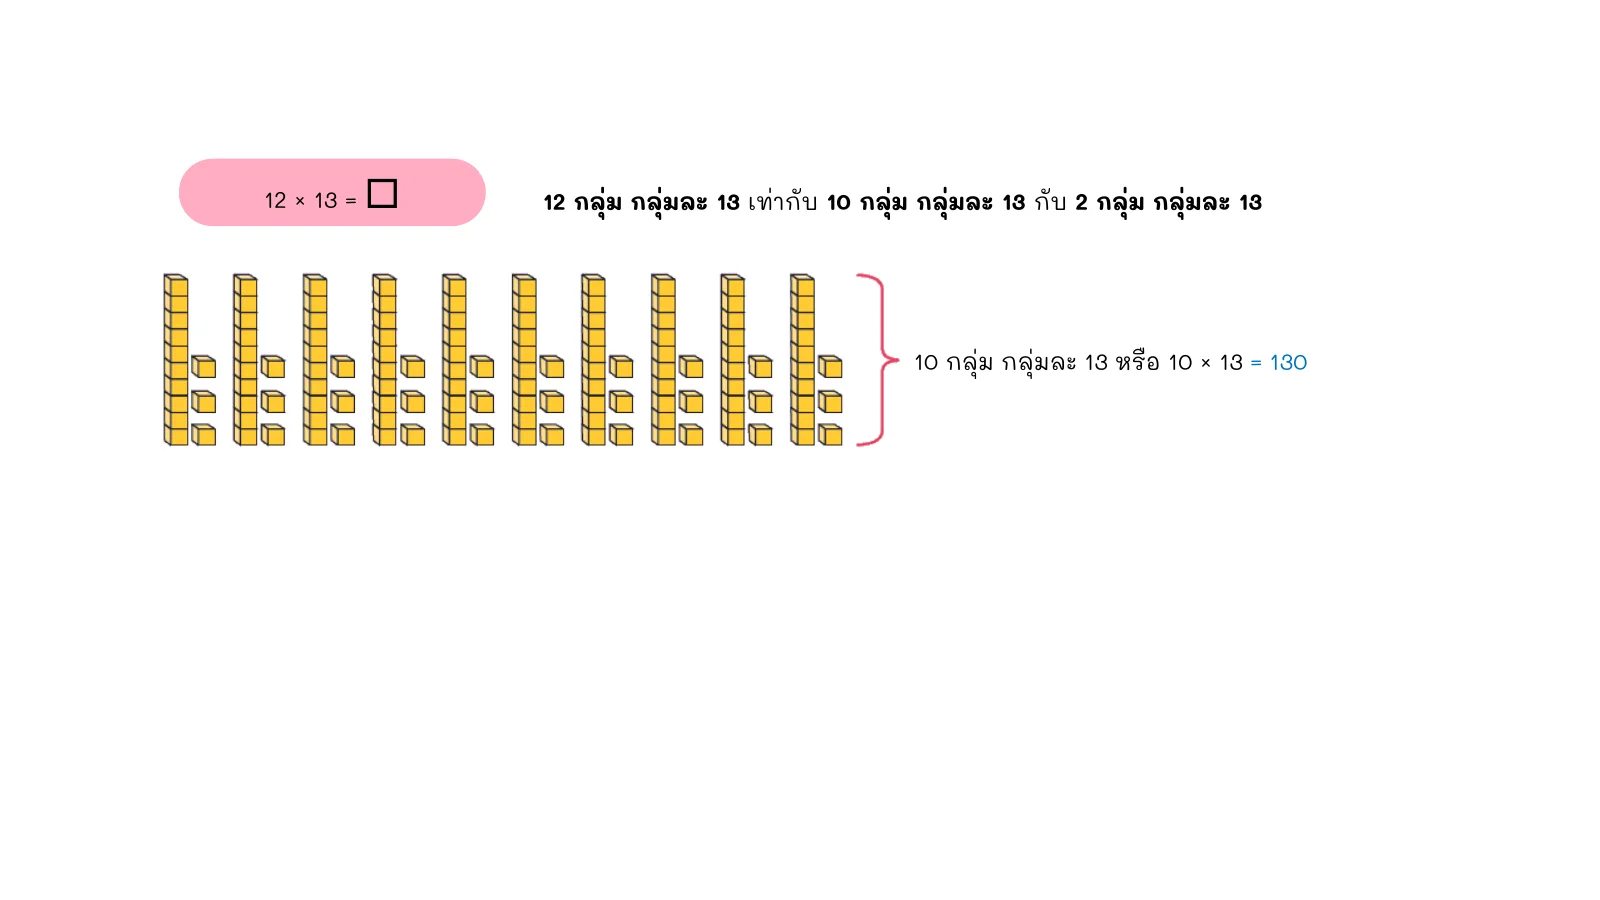 12 × 13 = □
12 กลุ่ม กลุ่มละ 13 เท่ากับ 10 กลุ่ม กลุ่มละ 13 กับ 2 กลุ่ม กลุ่มละ 13
10 กลุ่ม กลุ่มละ 13 หรือ 10 × 13 = 130